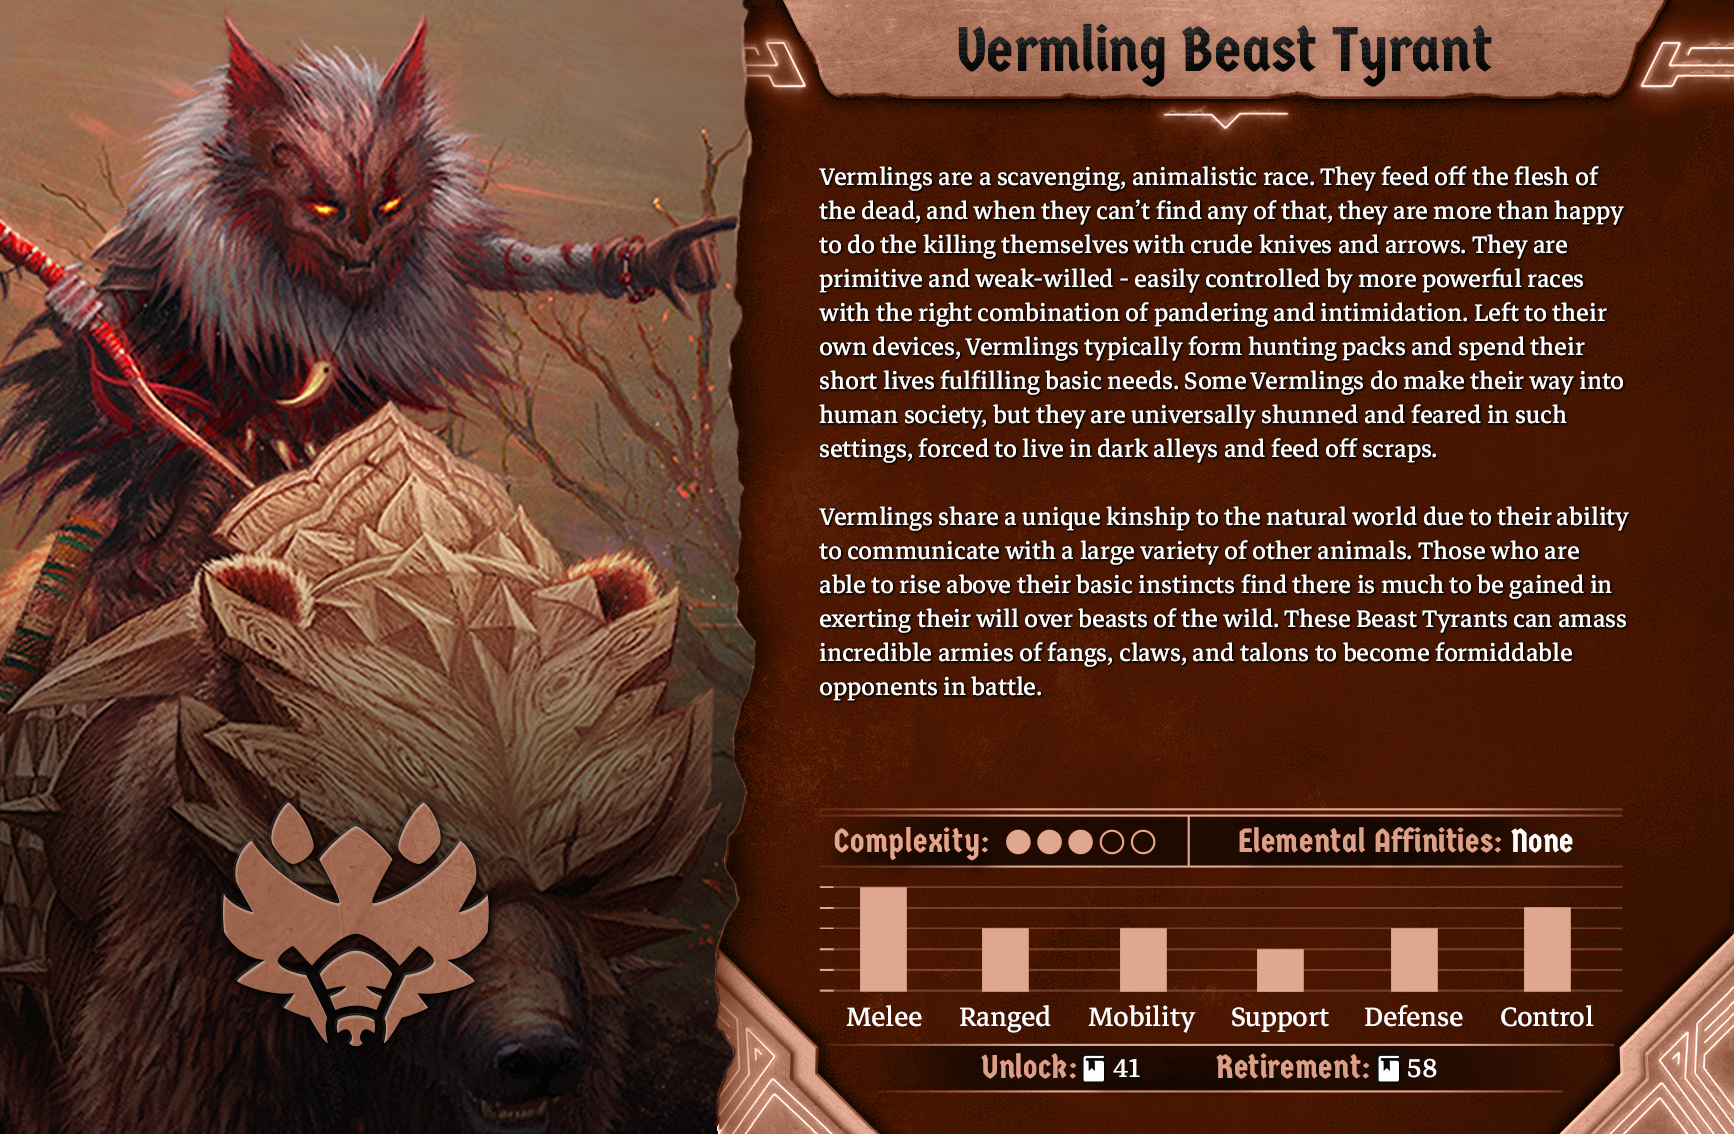 Vermling Beast Tyrant
Vermlings are a scavenging, animalistic race. They feed off the flesh of
the dead, and when they can’t find any of that, they are more than happy
to do the killing themselves with crude knives and arrows. They are
primitive and weak-willed - easily controlled by more powerful races
with the right combination of pandering and intimidation. Left to their
own devices, Vermlings typically form hunting packs and spend their
short lives fulfilling basic needs. Some Vermlings do make their way into
human society, but they are universally shunned and feared in such
settings, forced to live in dark alleys and feed off scraps.
Vermlings share a unique kinship to the natural world due to their ability
to communicate with a large variety of other animals. Those who are
able to rise above their basic instincts find there is much to be gained in
exerting their will over beasts of the wild. These Beast Tyrants can amass
incredible armies of fangs, claws, and talons to become formiddable
opponents in battle.
Complexity: Elemental Affinities: None
Melee Ranged Mobility Support Defense Control
Unlock: 41 Retirement: 58